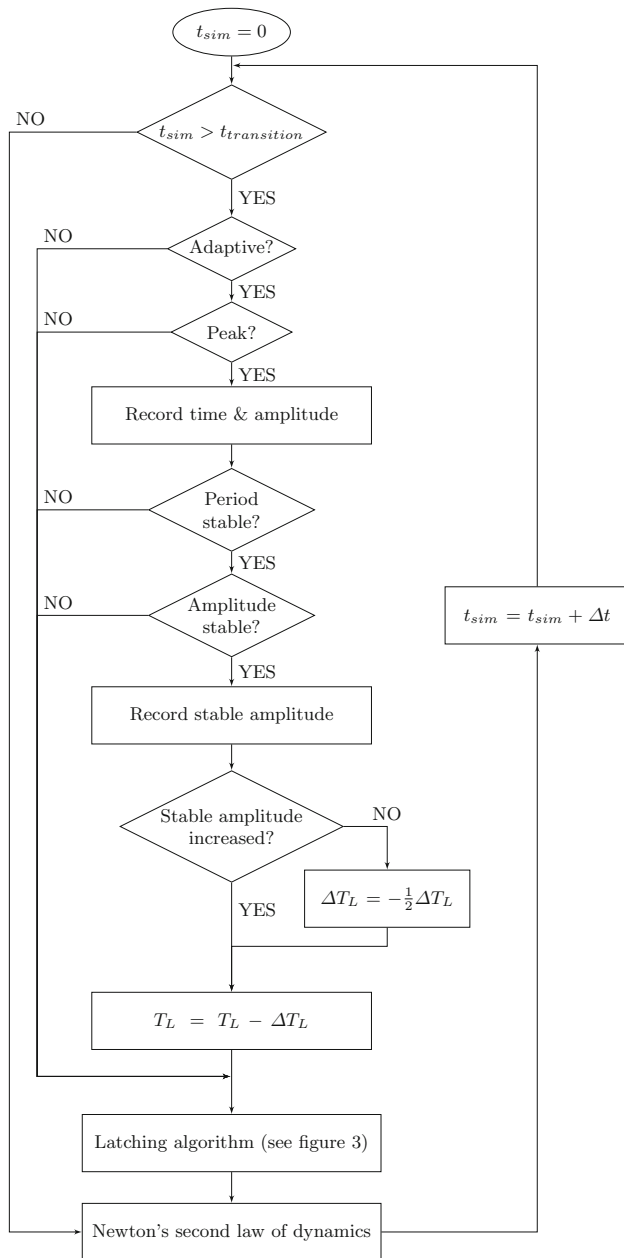 t_sim = 0
NO
t_sim > t_transition
YES
NO
Adaptive?
YES
NO
Peak?
YES
Record time & amplitude
NO
Period
stable?
YES
NO
Amplitude
stable?
t_sim = t_sim + Δt
YES
Record stable amplitude
Stable amplitude
increased?
NO
ΔT_L = −½ΔT_L
YES
T_L = T_L − ΔT_L
Latching algorithm (see figure 3)
Newton's second law of dynamics